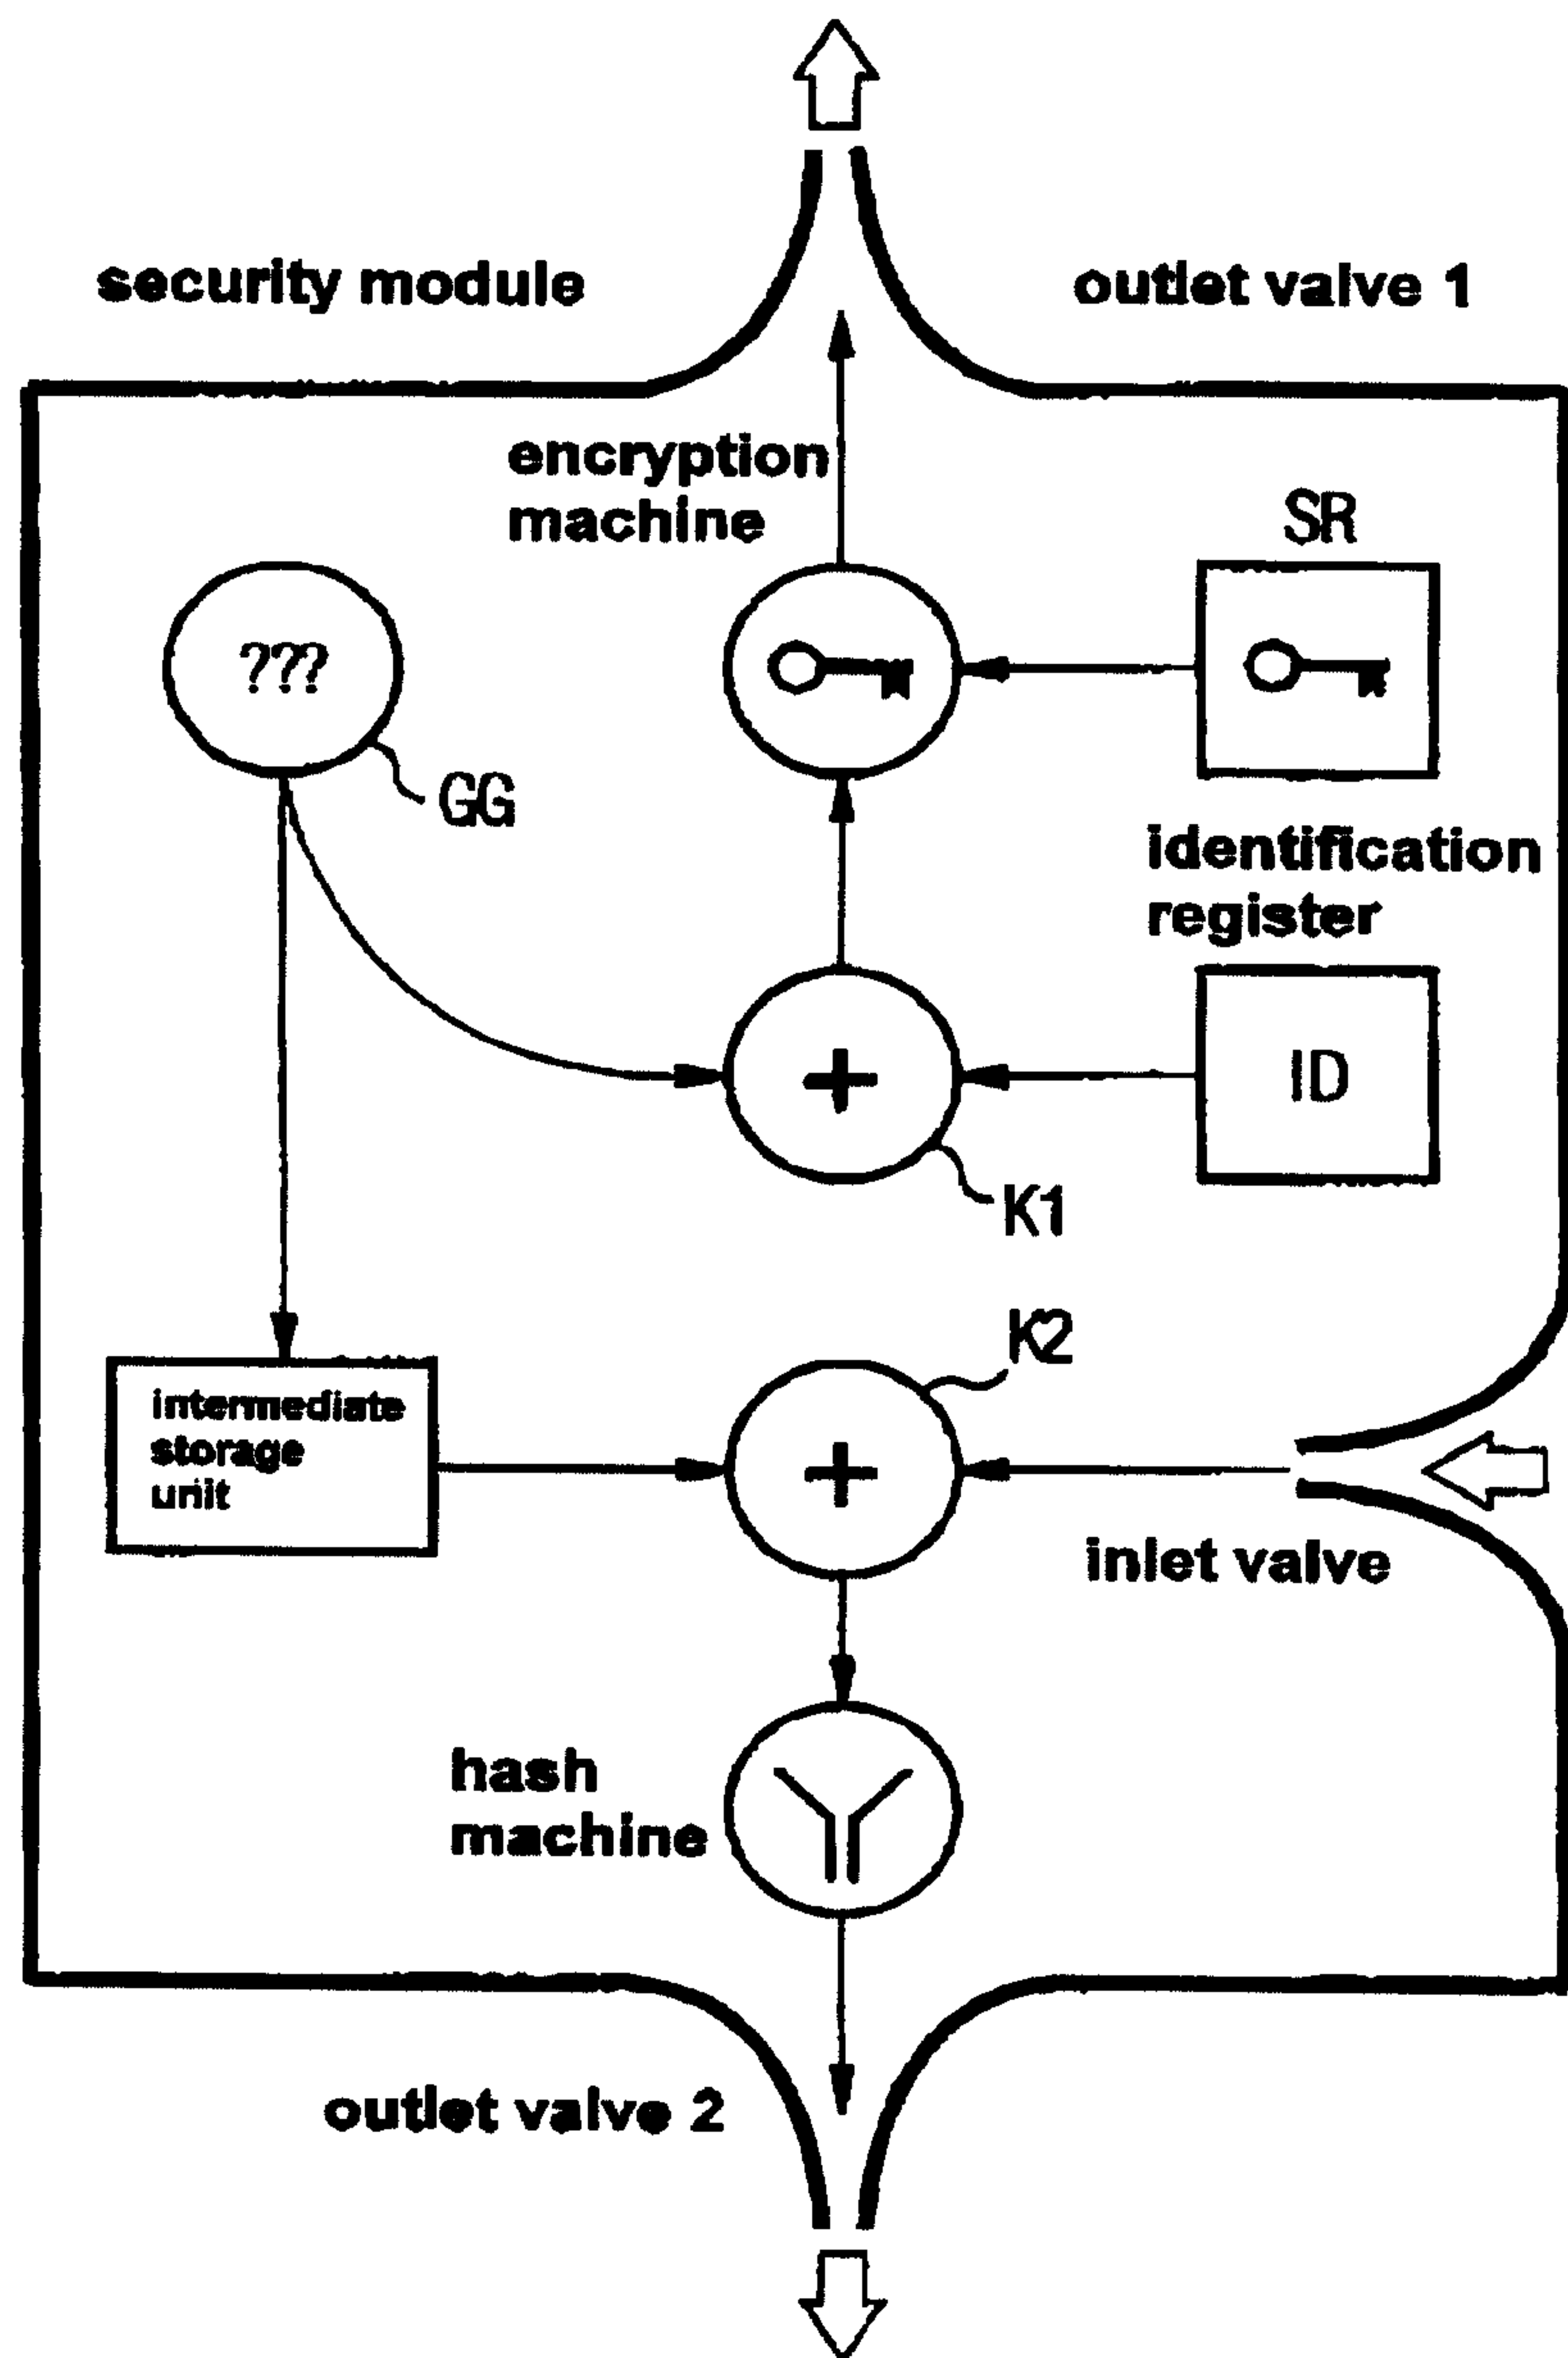 security module
outlet valve 1
encryption
machine
SR
???
GG
identification
register
ID
+
K1
K2
intermediate
storage
unit
+
inlet valve
hash
machine
outlet valve 2